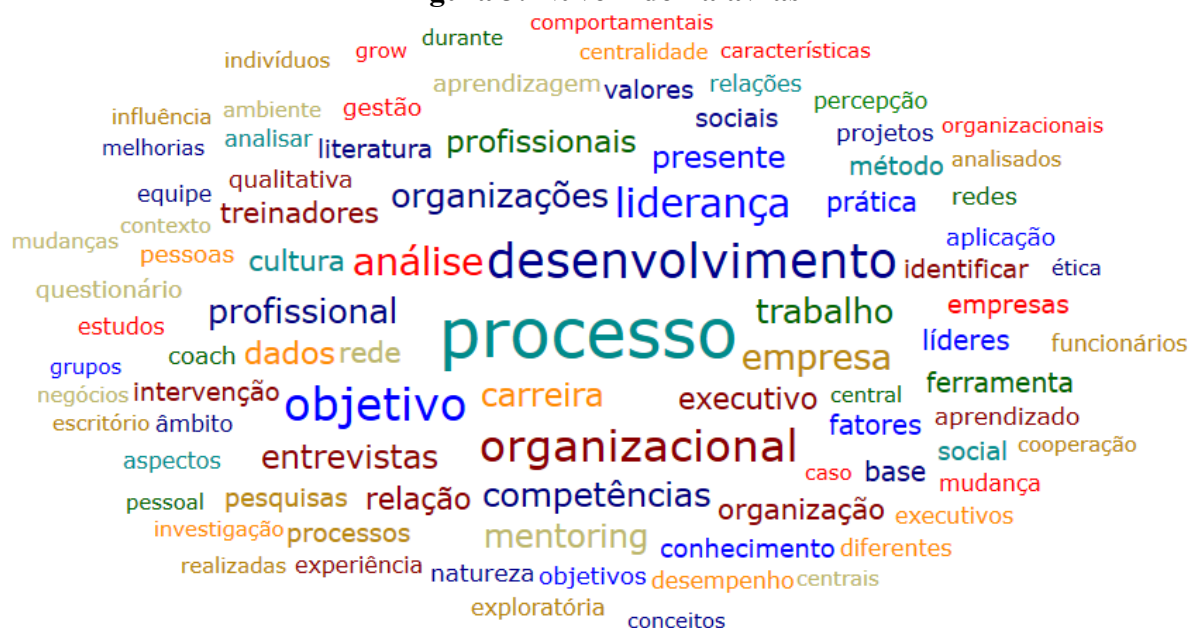 comportamentais
durante
grow
centralidade
características
indivíduos
aprendizagem
valores
relações
percepção
influência
ambiente
gestão
sociais
projetos
organizacionais
melhorias
analisar
literatura
profissionais
presente
método
analisados
equipe
qualitativa
organizações
liderança
prática
redes
contexto
treinadores
mudanças
pessoas
cultura
análise
desenvolvimento
identificar
aplicação
ética
questionário
profissional
processo
trabalho
empresas
estudos
líderes
funcionários
grupos
coach
dados
rede
empresa
negócios
intervenção
objetivo
carreira
executivo
central
ferramenta
escritório
âmbito
fatores
aprendizado
aspectos
entrevistas
organizacional
caso
base
social
cooperação
pessoal
pesquisas
relação
competências
organização
mudança
executivos
investigação
processos
mentoring
conhecimento
diferentes
realizadas
experiência
natureza
objetivos
desempenho
centrais
exploratória
conceitos